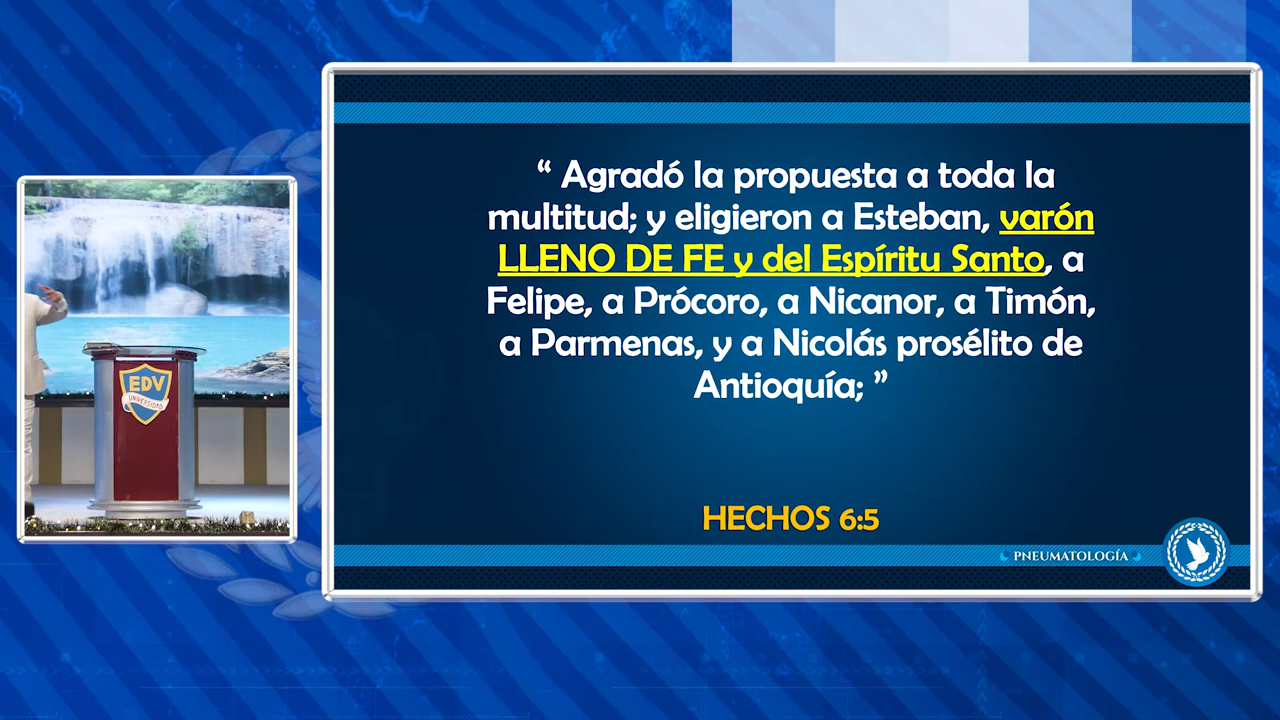 “ Agradó la propuesta a toda la
multitud; y eligieron a Esteban, varón
LLENO DE FE y del Espíritu Santo, a
Felipe, a Prócoro, a Nicanor, a Timón,
a Parmenas, y a Nicolás prosélito de
Antioquía; ”
HECHOS 6:5
PNEUMATOLOGÍA
EDV
UNIVERSIDAD